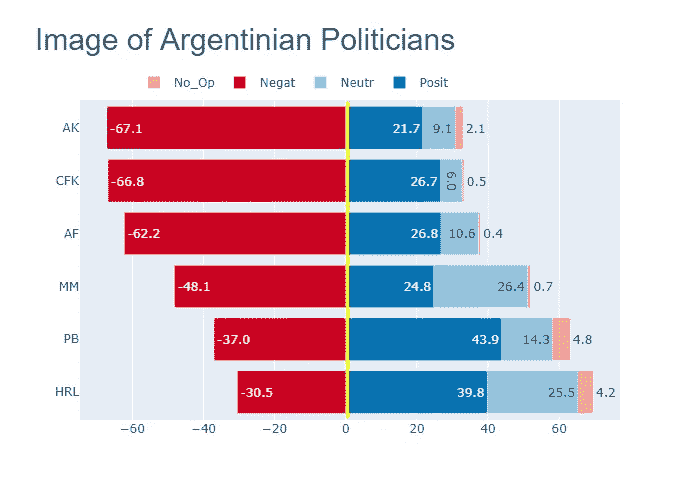 Image of Argentinian Politicians
No_Op Negat Neutr Posit
AK -67.1 21.7 9.1 2.1
CFK -66.8 26.7 6.0 0.5
AF -62.2 26.8 10.6 0.4
MM -48.1 24.8 26.4 0.7
PB -37.0 43.9 14.3 4.8
HRL -30.5 39.8 25.5 4.2
−60 −40 −20 0 20 40 60